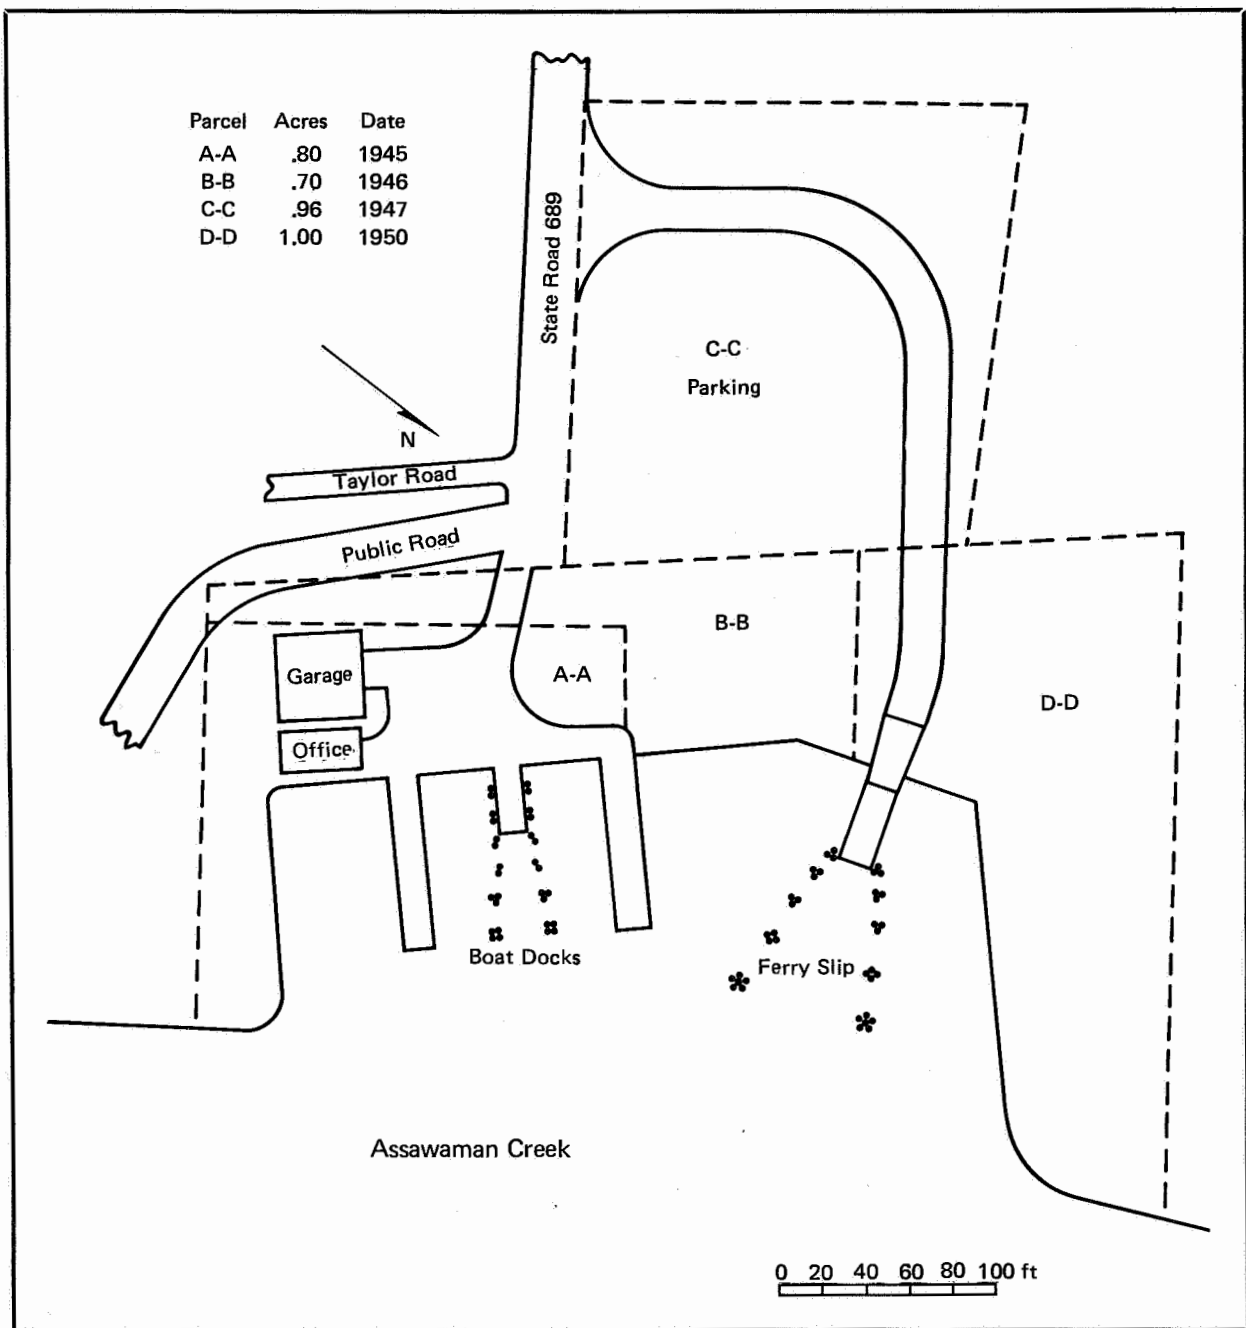 Parcel Acres Date
A-A .80 1945
B-B .70 1946
C-C .96 1947
D-D 1.00 1950
State Road 689
C-C
Parking
N
Taylor Road
Public Road
B-B
A-A
Garage
D-D
Office
Boat Docks
Ferry Slip
Assawaman Creek
0 20 40 60 80 100 ft